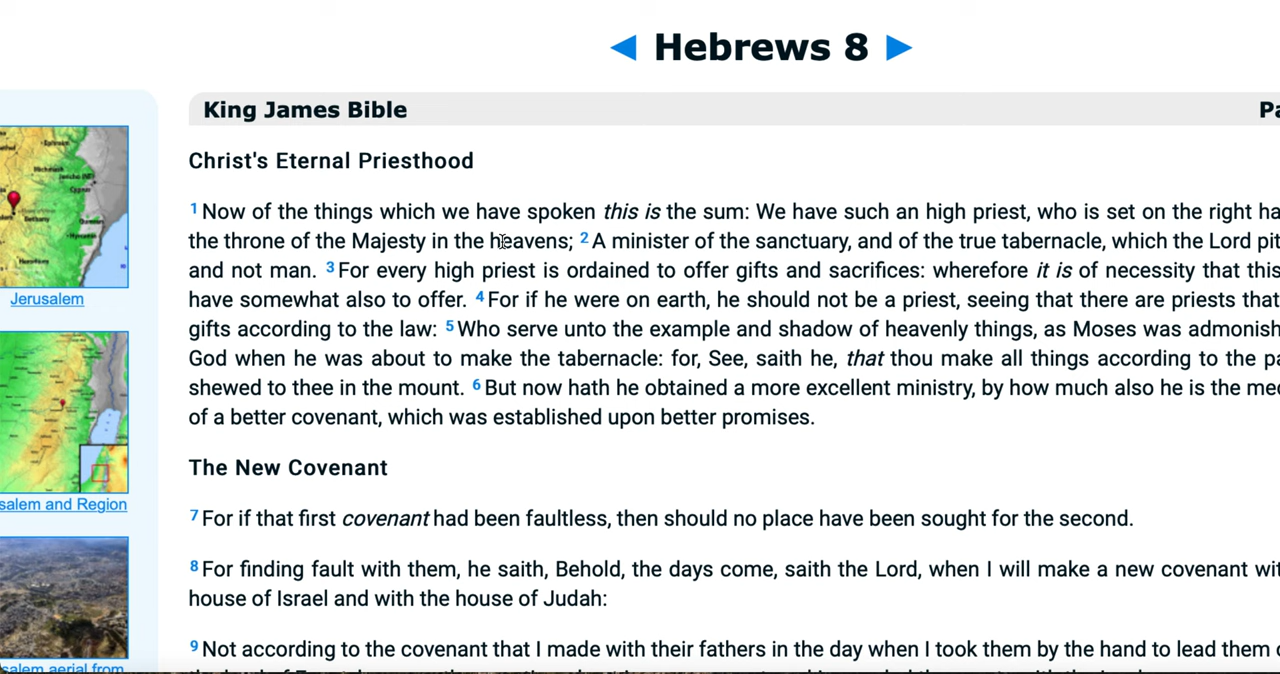 ◄ Hebrews 8 ►
King James Bible
Christ's Eternal Priesthood
1 Now of the things which we have spoken this is the sum: We have such an high priest, who is set on the right
the throne of the Majesty in the heavens; 2 A minister of the sanctuary, and of the true tabernacle, which the Lord
and not man. 3 For every high priest is ordained to offer gifts and sacrifices: wherefore it is of necessity that this
have somewhat also to offer. 4 For if he were on earth, he should not be a priest, seeing that there are priests that
gifts according to the law: 5 Who serve unto the example and shadow of heavenly things, as Moses was admonish
God when he was about to make the tabernacle: for, See, saith he, that thou make all things according to the
shewed to thee in the mount. 6 But now hath he obtained a more excellent ministry, by how much also he is the
of a better covenant, which was established upon better promises.
The New Covenant
7 For if that first covenant had been faultless, then should no place have been sought for the second.
8 For finding fault with them, he saith, Behold, the days come, saith the Lord, when I will make a new covenant
house of Israel and with the house of Judah:
9 Not according to the covenant that I made with their fathers in the day when I took them by the hand to lead them
Jerusalem
salem and Region
salem aerial from